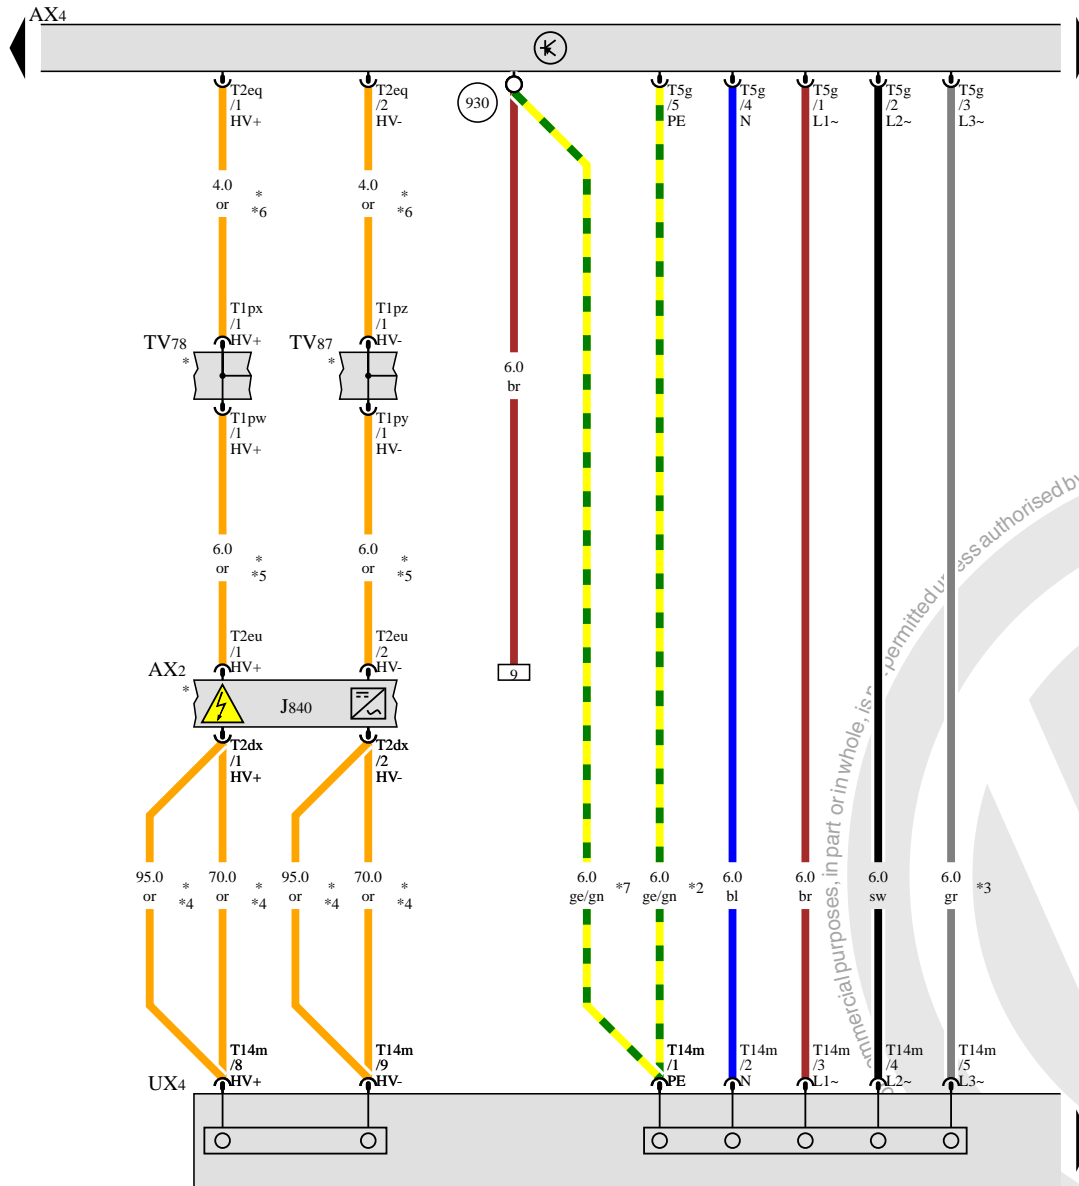 AX4
T2eq
/1
HV+
T2eq
/2
HV-
930
T5g
/5
PE
T5g
/4
N
T5g
/1
L1~
T5g
/2
L2~
T5g
/3
L3~
4.0
or
*
*6
4.0
or
*
*6
T1px
/1
HV+
T1pz
/1
HV-
TV78
*
TV87
*
6.0
br
T1pw
/1
HV+
T1py
/1
HV-
6.0
or
*
*5
6.0
or
*
*5
T2eu
/1
HV+
T2eu
/2
HV-
9
AX2
*
J840
T2dx
/1
HV+
T2dx
/2
HV-
95.0
or
*
*4
70.0
or
*
*4
95.0
or
*
*4
70.0
or
*
*4
6.0
ge/gn
*7
6.0
ge/gn
*2
6.0
bl
6.0
br
6.0
sw
6.0
gr
*3
T14m
/8
HV+
T14m
/9
HV-
T14m
/1
PE
T14m
/2
N
T14m
/3
L1~
T14m
/4
L2~
T14m
/5
L3~
UX4
commercial purposes, in part or in whole, is permitted authorised by